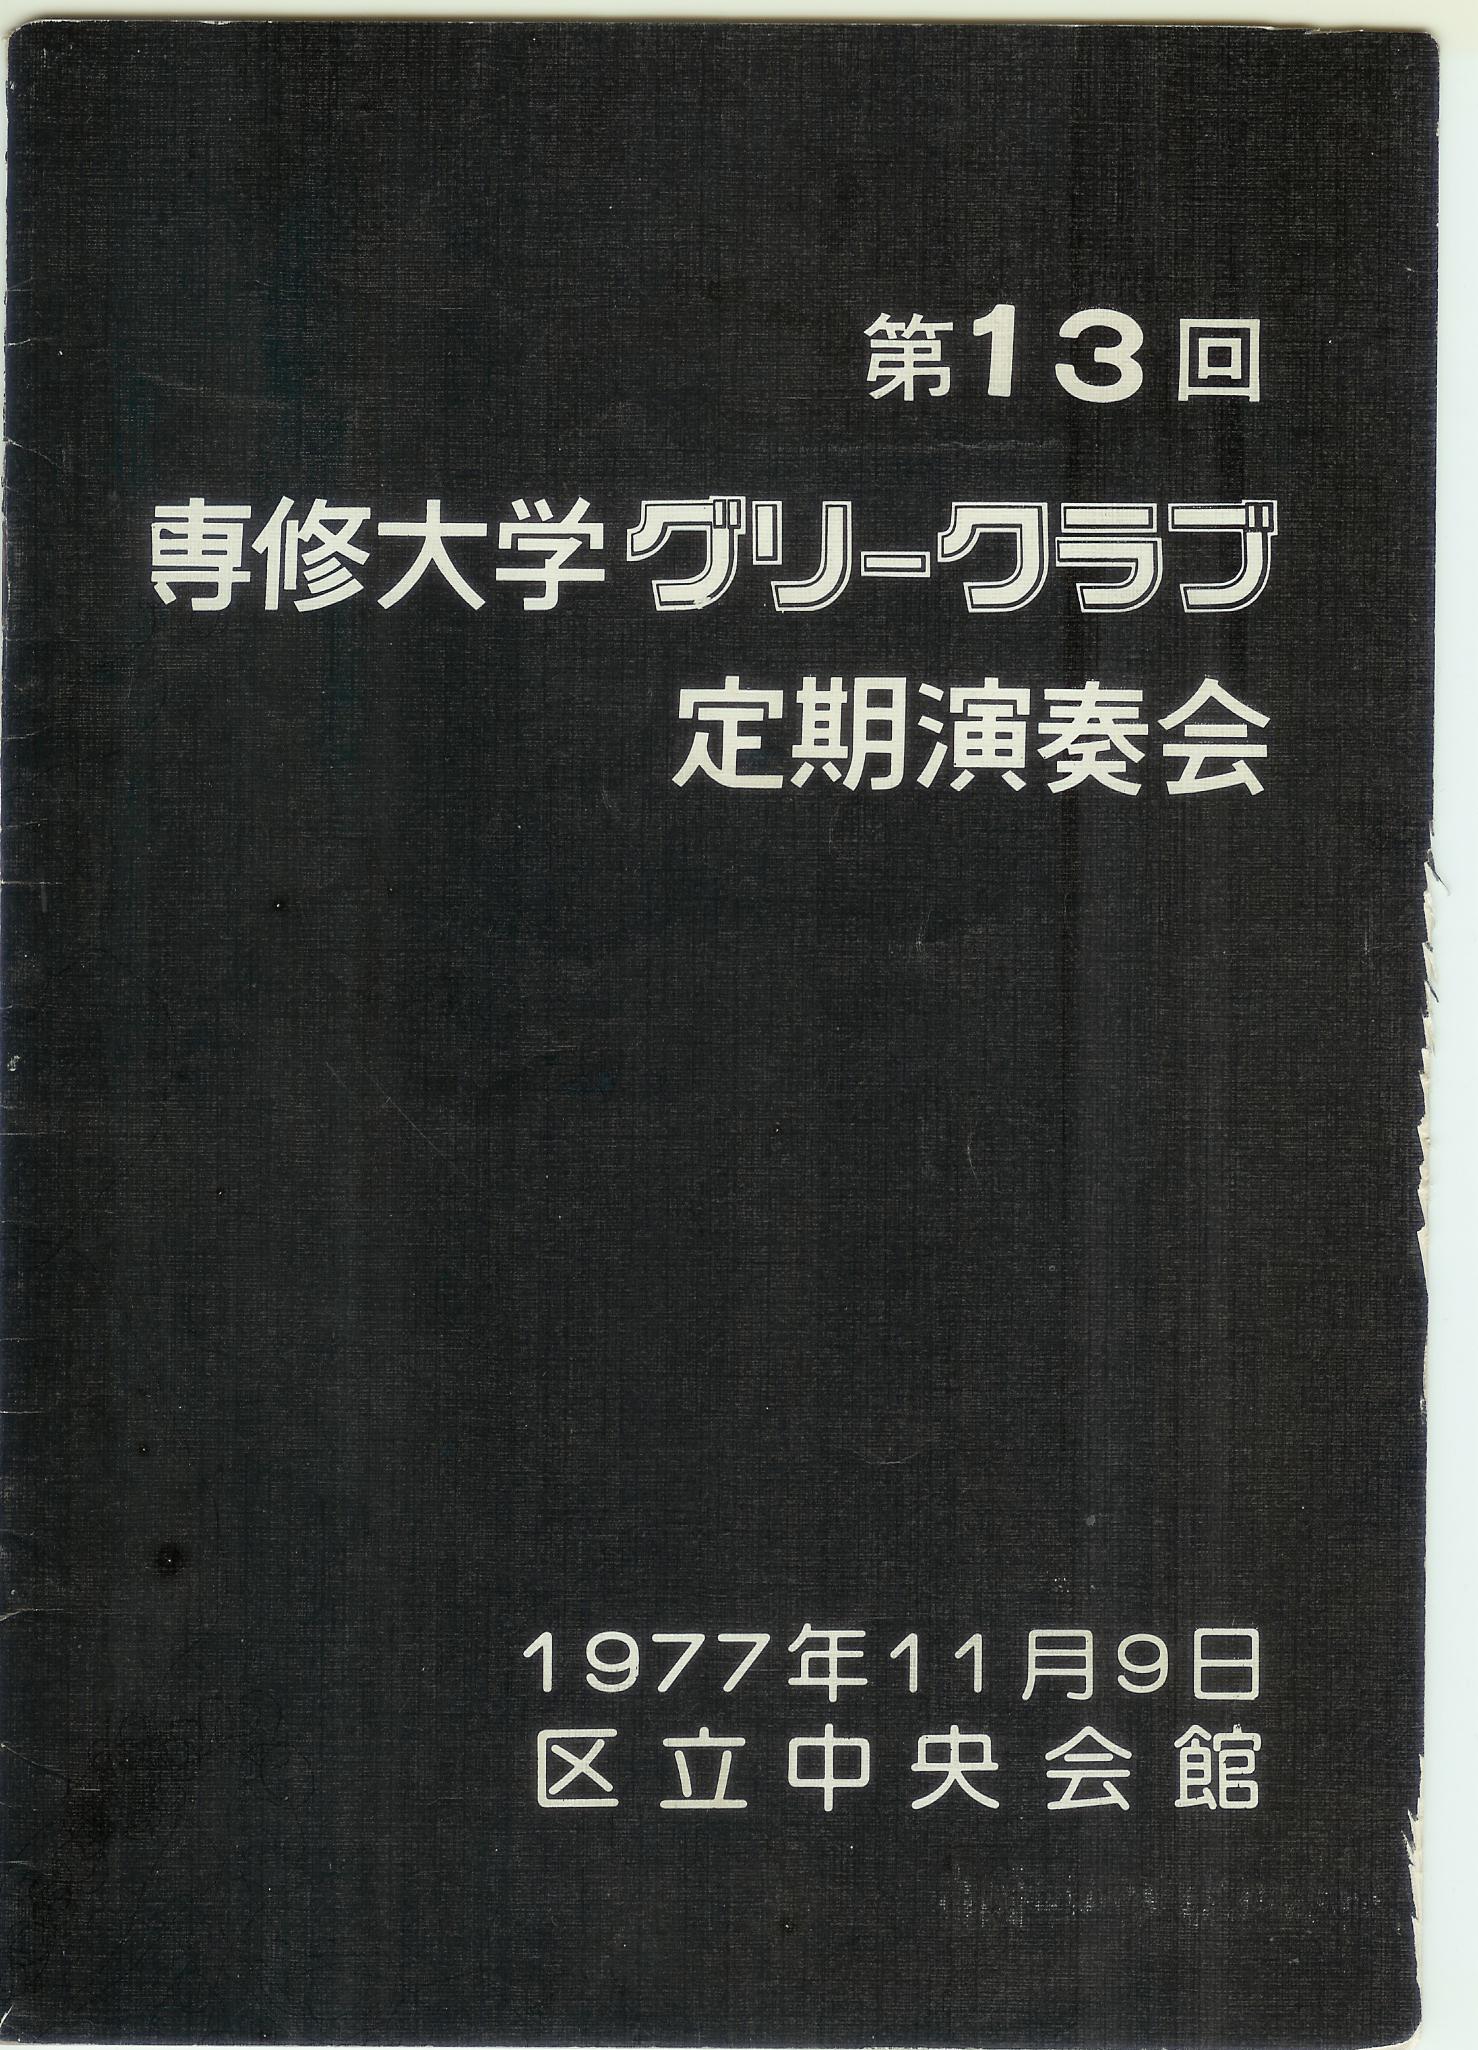 第13回
専修大学グリークラブ
定期演奏会
1977年11月9日
区立中央会館